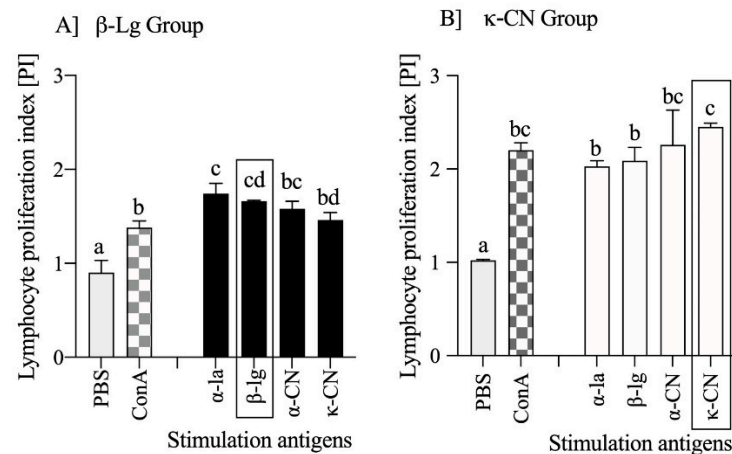 A] β-Lg Group
Lymphocyte proliferation index [PI]
3
2
1
0
a
b
c
cd
bc
bd
PBS
ConA
α-la
β-lg
α-CN
κ-CN
Stimulation antigens
B] κ-CN Group
Lymphocyte proliferation index [PI]
3
2
1
0
a
bc
b
b
bc
c
PBS
ConA
α-la
β-lg
α-CN
κ-CN
Stimulation antigens